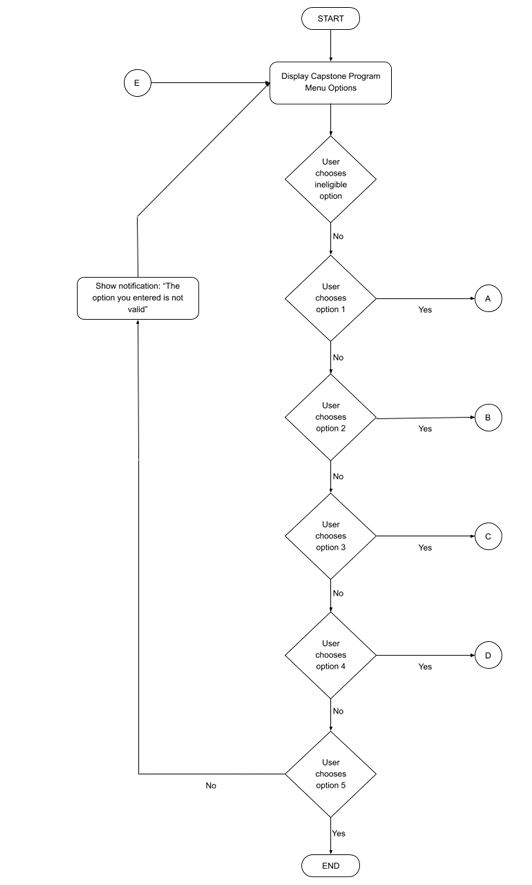 START
E
Display Capstone Program
Menu Options
User
chooses
ineligible
option
No
Show notification: “The
option you entered is not
valid”
User
chooses
option 1
Yes
A
No
User
chooses
option 2
Yes
B
No
User
chooses
option 3
Yes
C
No
User
chooses
option 4
Yes
D
No
User
chooses
option 5
No
Yes
END